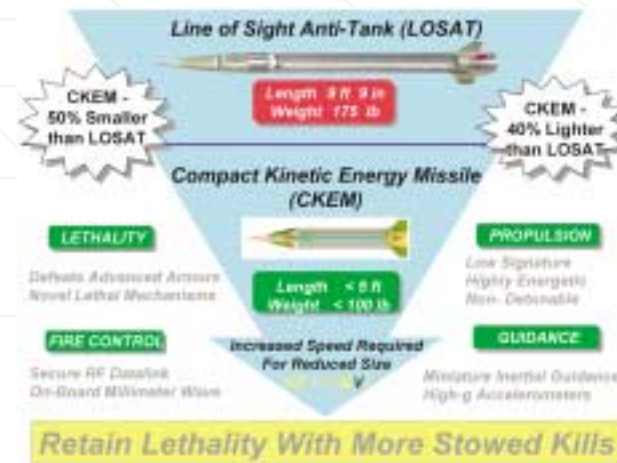 Line of Sight Anti-Tank (LOSAT)
Length 9 ft 9 in
Weight 175 lb
CKEM -
50% Smaller
than LOSAT
CKEM -
40% Lighter
than LOSAT
Compact Kinetic Energy Missile
(CKEM)
LETHALITY
Defeats Advanced Armors
Novel Lethal Mechanisms
PROPULSION
Low Signature
Highly Energetic
Non- Detonable
Length < 5 ft
Weight < 100 lb
FIRE CONTROL
Secure RF Datalink
On-Board Millimeter Wave
GUIDANCE
Miniature Inertial Guidance
High-g Accelerometers
Increased Speed Required
For Reduced Size
Retain Lethality With More Stowed Kills